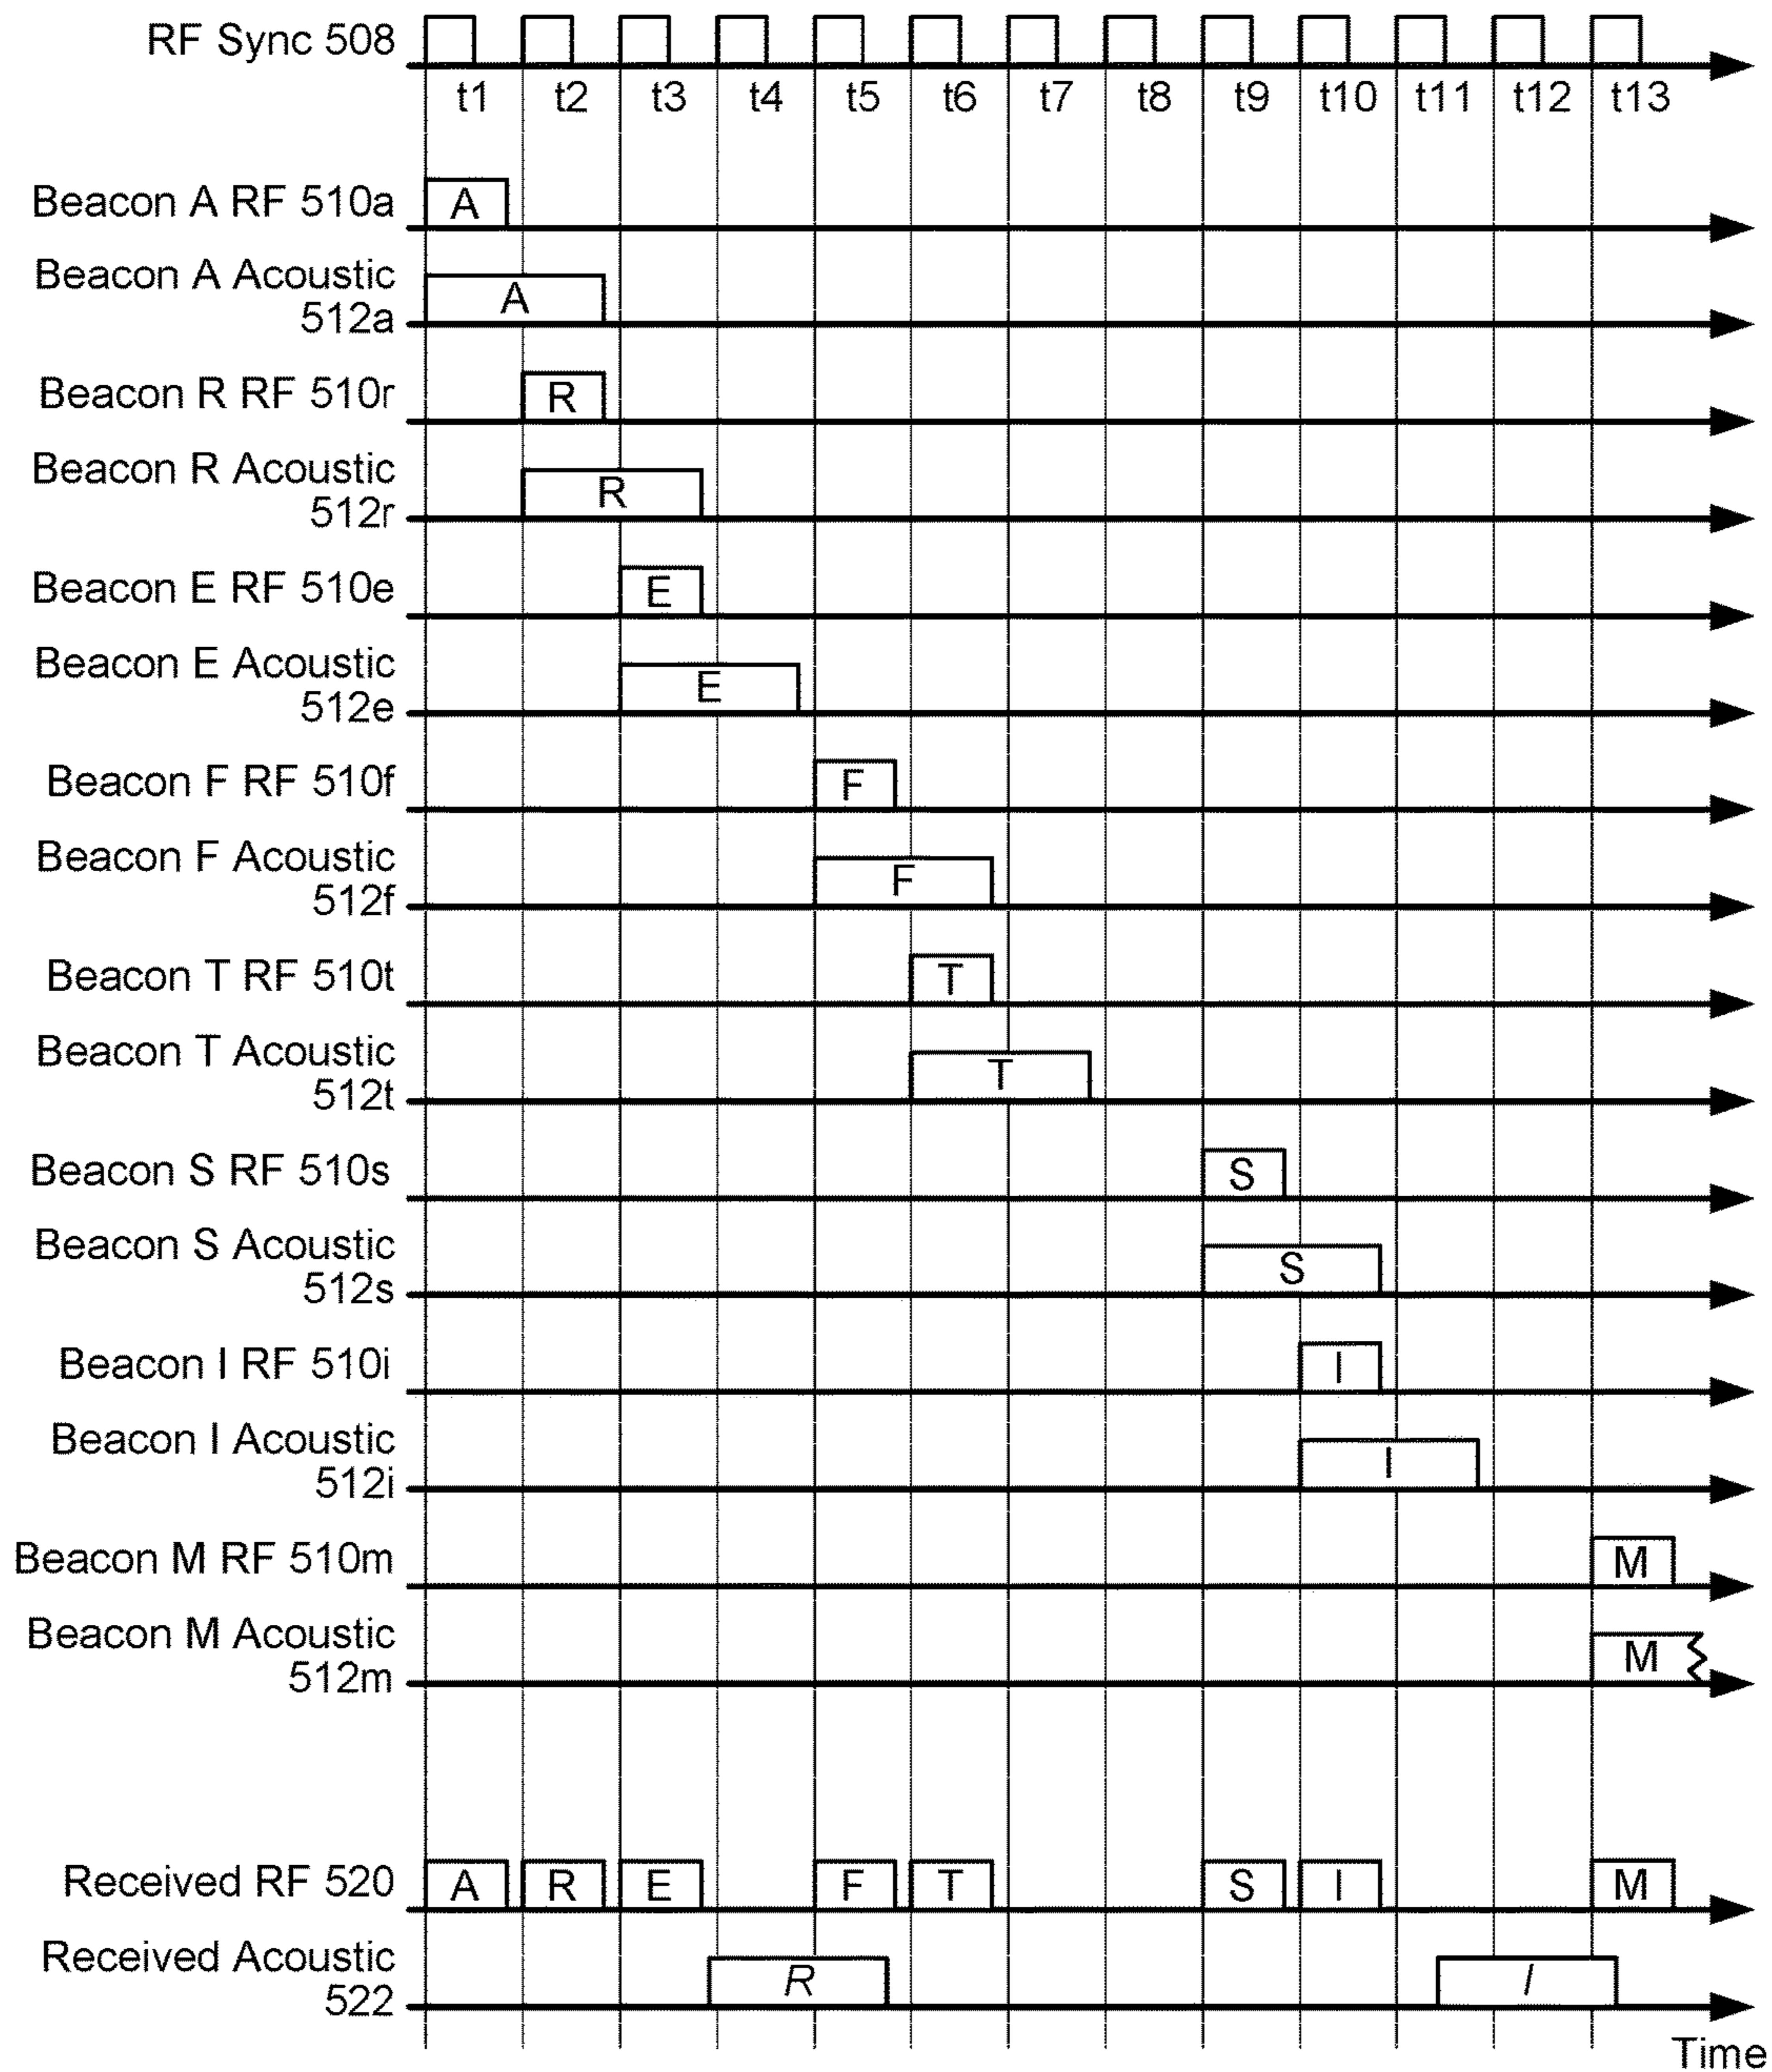 RF Sync 508
t1 t2 t3 t4 t5 t6 t7 t8 t9 t10 t11 t12 t13
Beacon A RF 510a
A
Beacon A Acoustic
512a
A
Beacon R RF 510r
R
Beacon R Acoustic
512r
R
Beacon E RF 510e
E
Beacon E Acoustic
512e
E
Beacon F RF 510f
F
Beacon F Acoustic
512f
F
Beacon T RF 510t
T
Beacon T Acoustic
512t
T
Beacon S RF 510s
S
Beacon S Acoustic
512s
S
Beacon I RF 510i
I
Beacon I Acoustic
512i
I
Beacon M RF 510m
M
Beacon M Acoustic
512m
M
Received RF 520
A R E F T S I M
Received Acoustic
522
R I
Time